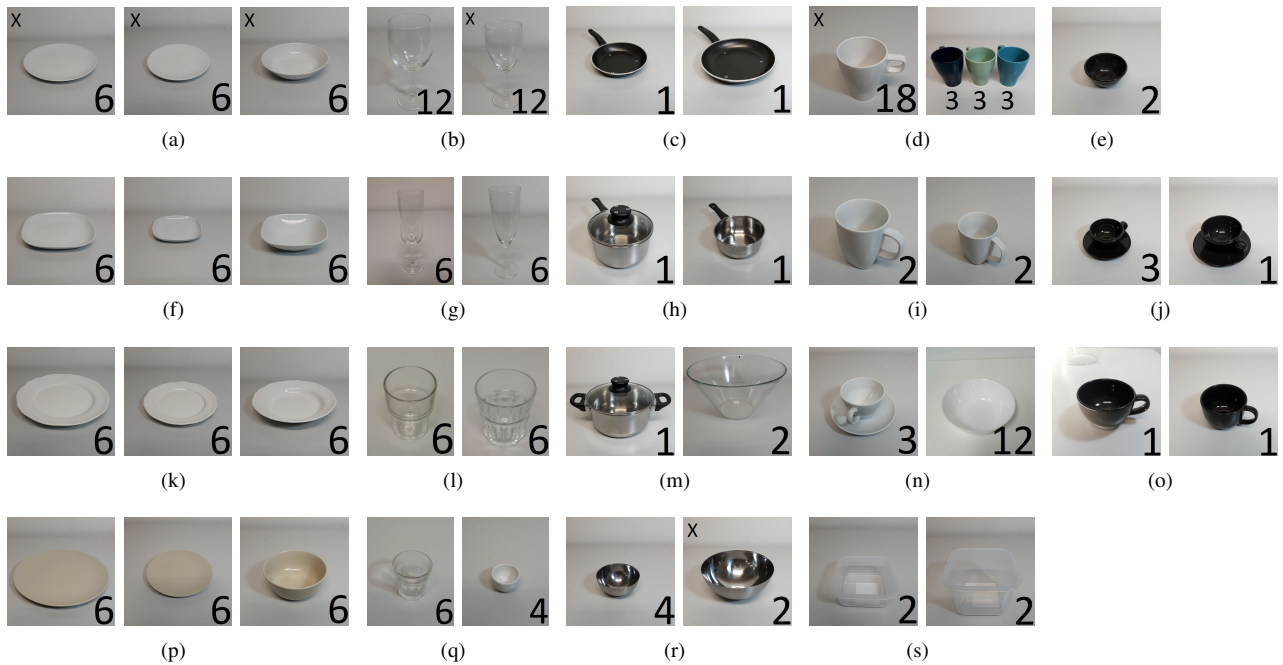 X X X X X
6 6 6 12 12 1 1 18 3 3 3 2
(a) (b) (c) (d) (e)
6 6 6 6 6 1 1 2 2 3 1
(f) (g) (h) (i) (j)
6 6 6 6 6 1 2 3 12 1 1
(k) (l) (m) (n) (o)
X
6 6 6 6 4 4 2 2 2
(p) (q) (r) (s)